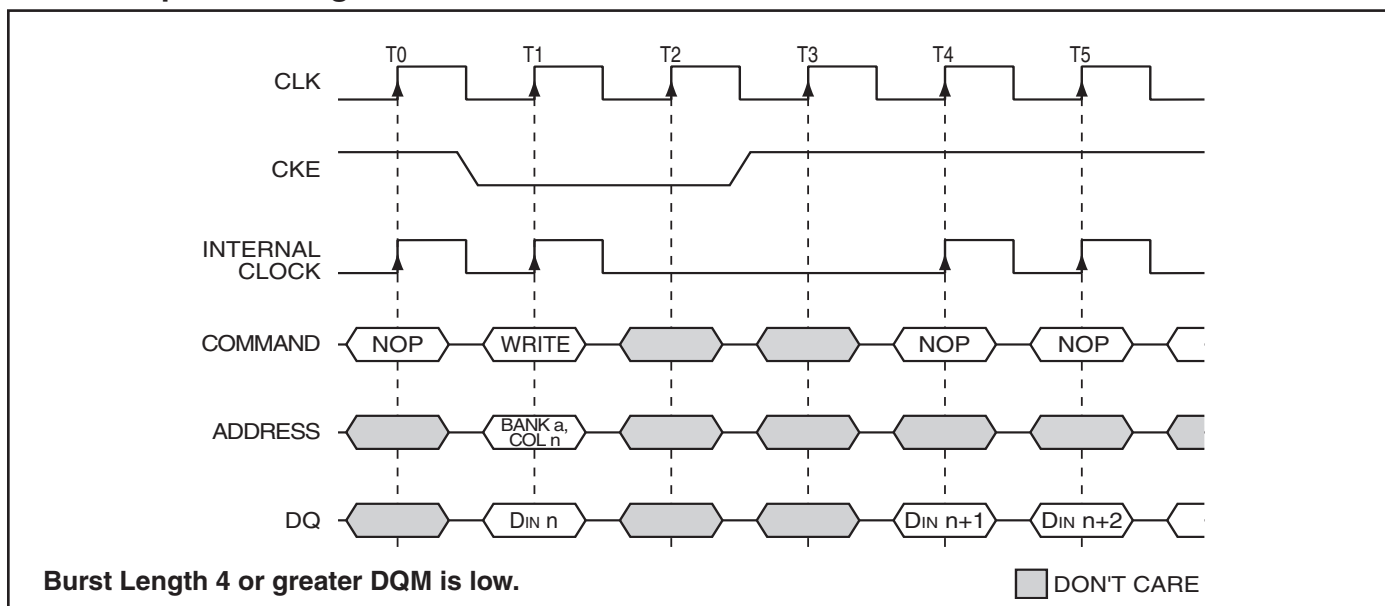 T0 T1 T2 T3 T4 T5
CLK
CKE
INTERNAL
CLOCK
COMMAND NOP WRITE NOP NOP
ADDRESS BANK a,
COL n
DQ DIN n DIN n+1 DIN n+2
Burst Length 4 or greater DQM is low. DON'T CARE